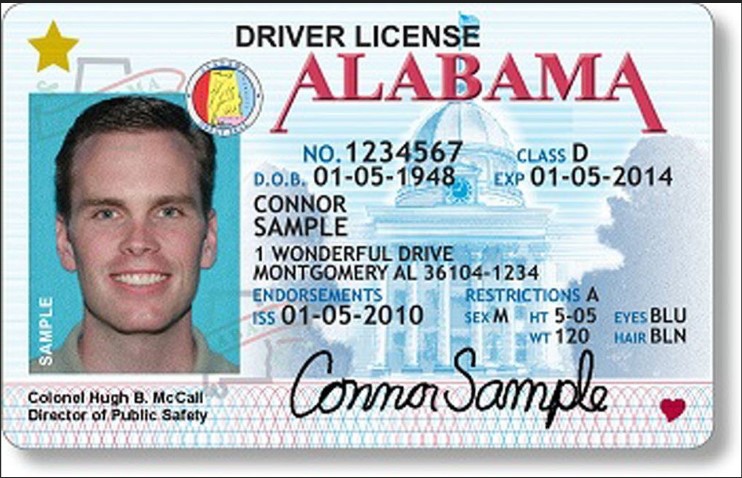 DRIVER LICENSE
ALABAMA
NO. 1234567 CLASS D
D.O.B. 01-05-1948 EXP 01-05-2014
CONNOR
SAMPLE
1 WONDERFUL DRIVE
MONTGOMERY AL 36104-1234
ENDORSEMENTS RESTRICTIONS A
ISS 01-05-2010 SEX M HT 5-05 EYES BLU
WT 120 HAIR BLN
SAMPLE
Connor Sample
Colonel Hugh B. McCall
Director of Public Safety